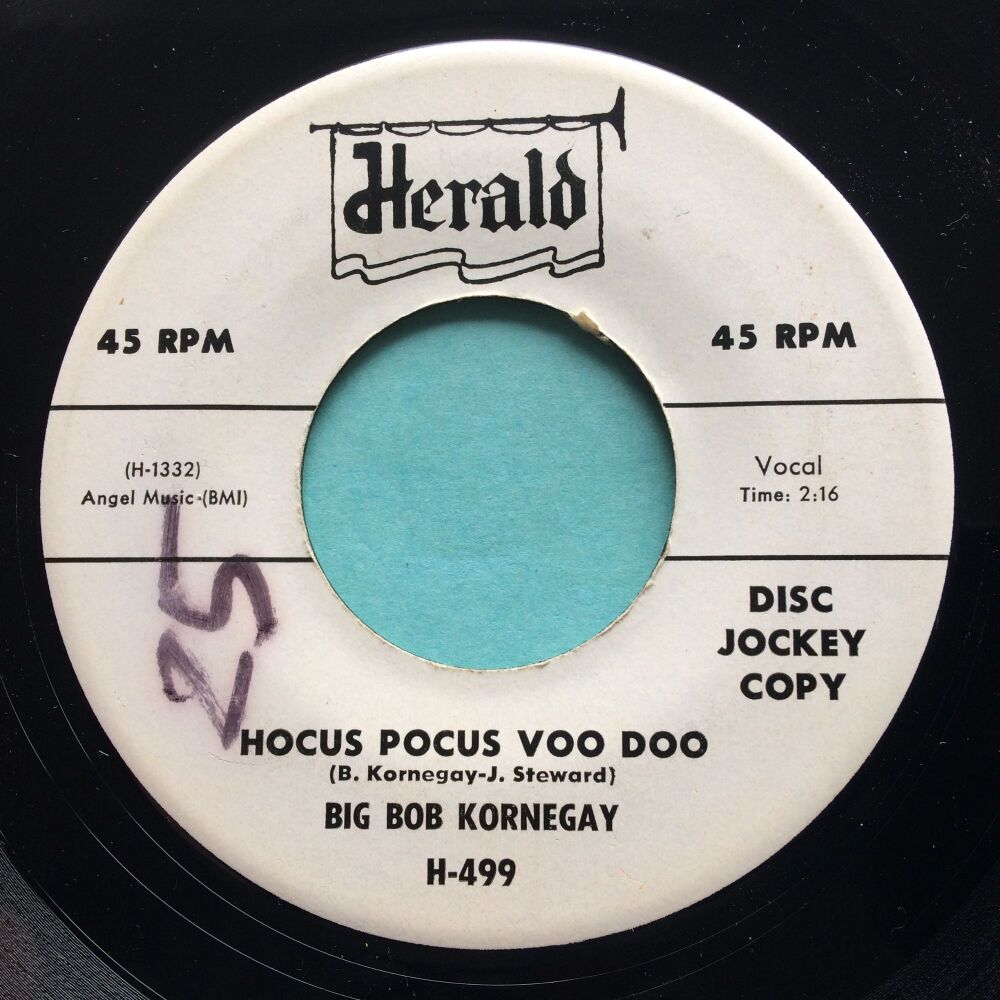 Herald
45 RPM
45 RPM
(H-1332)
Angel Music-(BMI)
Vocal
Time: 2:16
25
DISC
JOCKEY
COPY
HOCUS POCUS VOO DOO
(B. Kornegay-J. Steward)
BIG BOB KORNEGAY
H-499